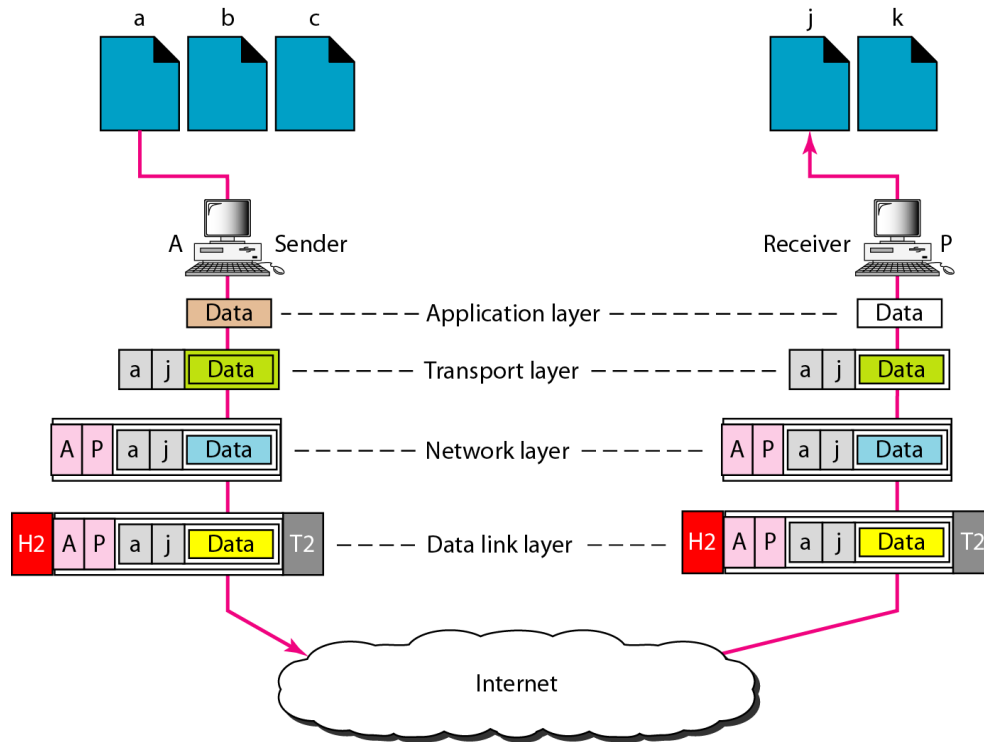 a b c j k
A Sender Receiver P
Data Application layer Data
a j Data Transport layer a j Data
A P a j Data Network layer A P a j Data
H2 A P a j Data T2 Data link layer H2 A P a j Data T2
Internet